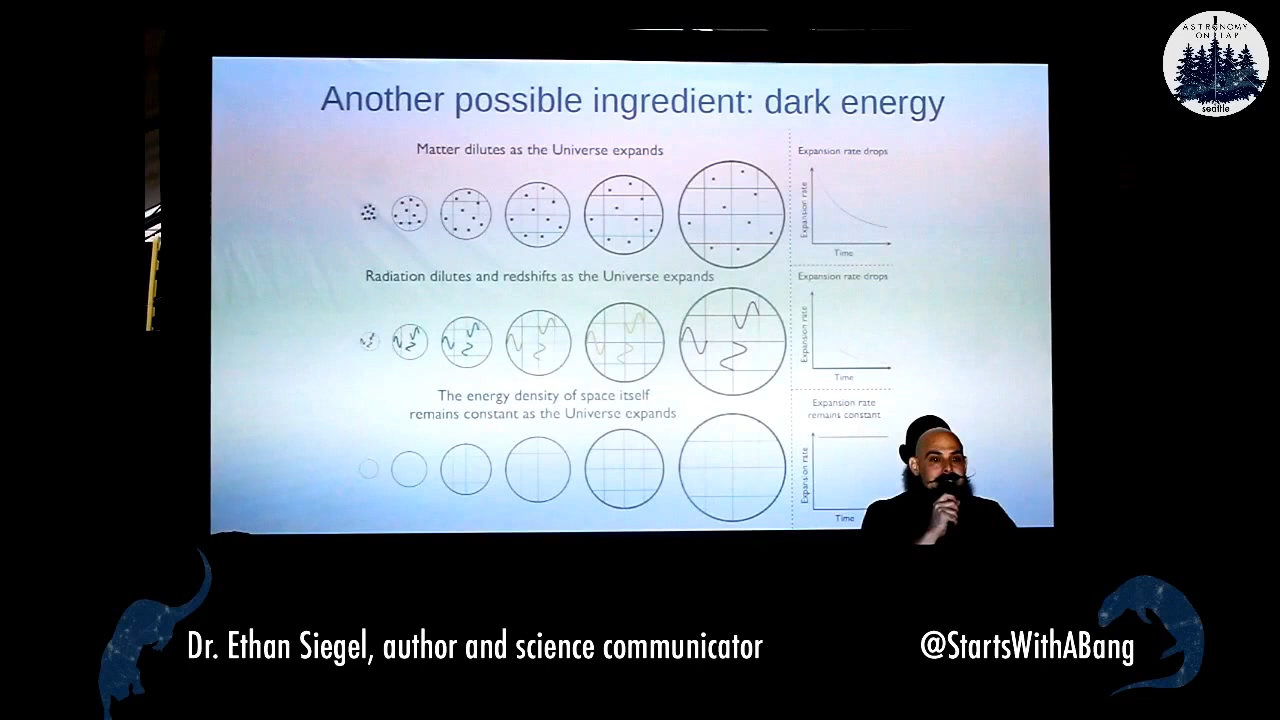 ASTRONOMY
ON TAP
seattle
Another possible ingredient: dark energy
Matter dilutes as the Universe expands
Expansion rate drops
Expansion rate
Time
Radiation dilutes and redshifts as the Universe expands
Expansion rate drops
Expansion rate
Time
The energy density of space itself
remains constant as the Universe expands
Expansion rate
remains constant
Expansion rate
Time
Dr. Ethan Siegel, author and science communicator
@StartsWithABang